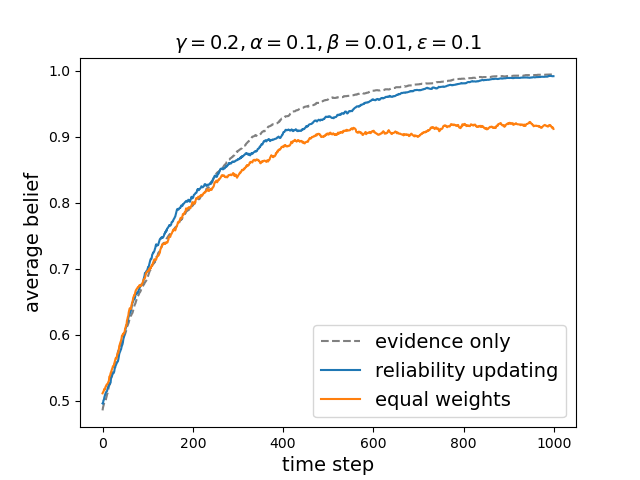 γ = 0.2, α = 0.1, β = 0.01, ε = 0.1
1.0
0.9
0.8
0.7
0.6
0.5
average belief
evidence only
reliability updating
equal weights
0 200 400 600 800 1000
time step